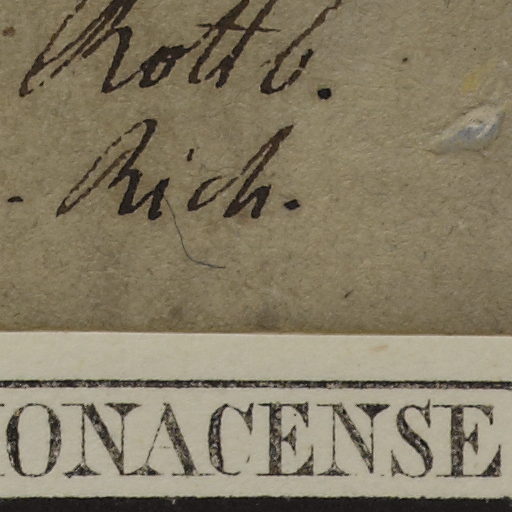 Rottb.
- Rich.
ONACENSE